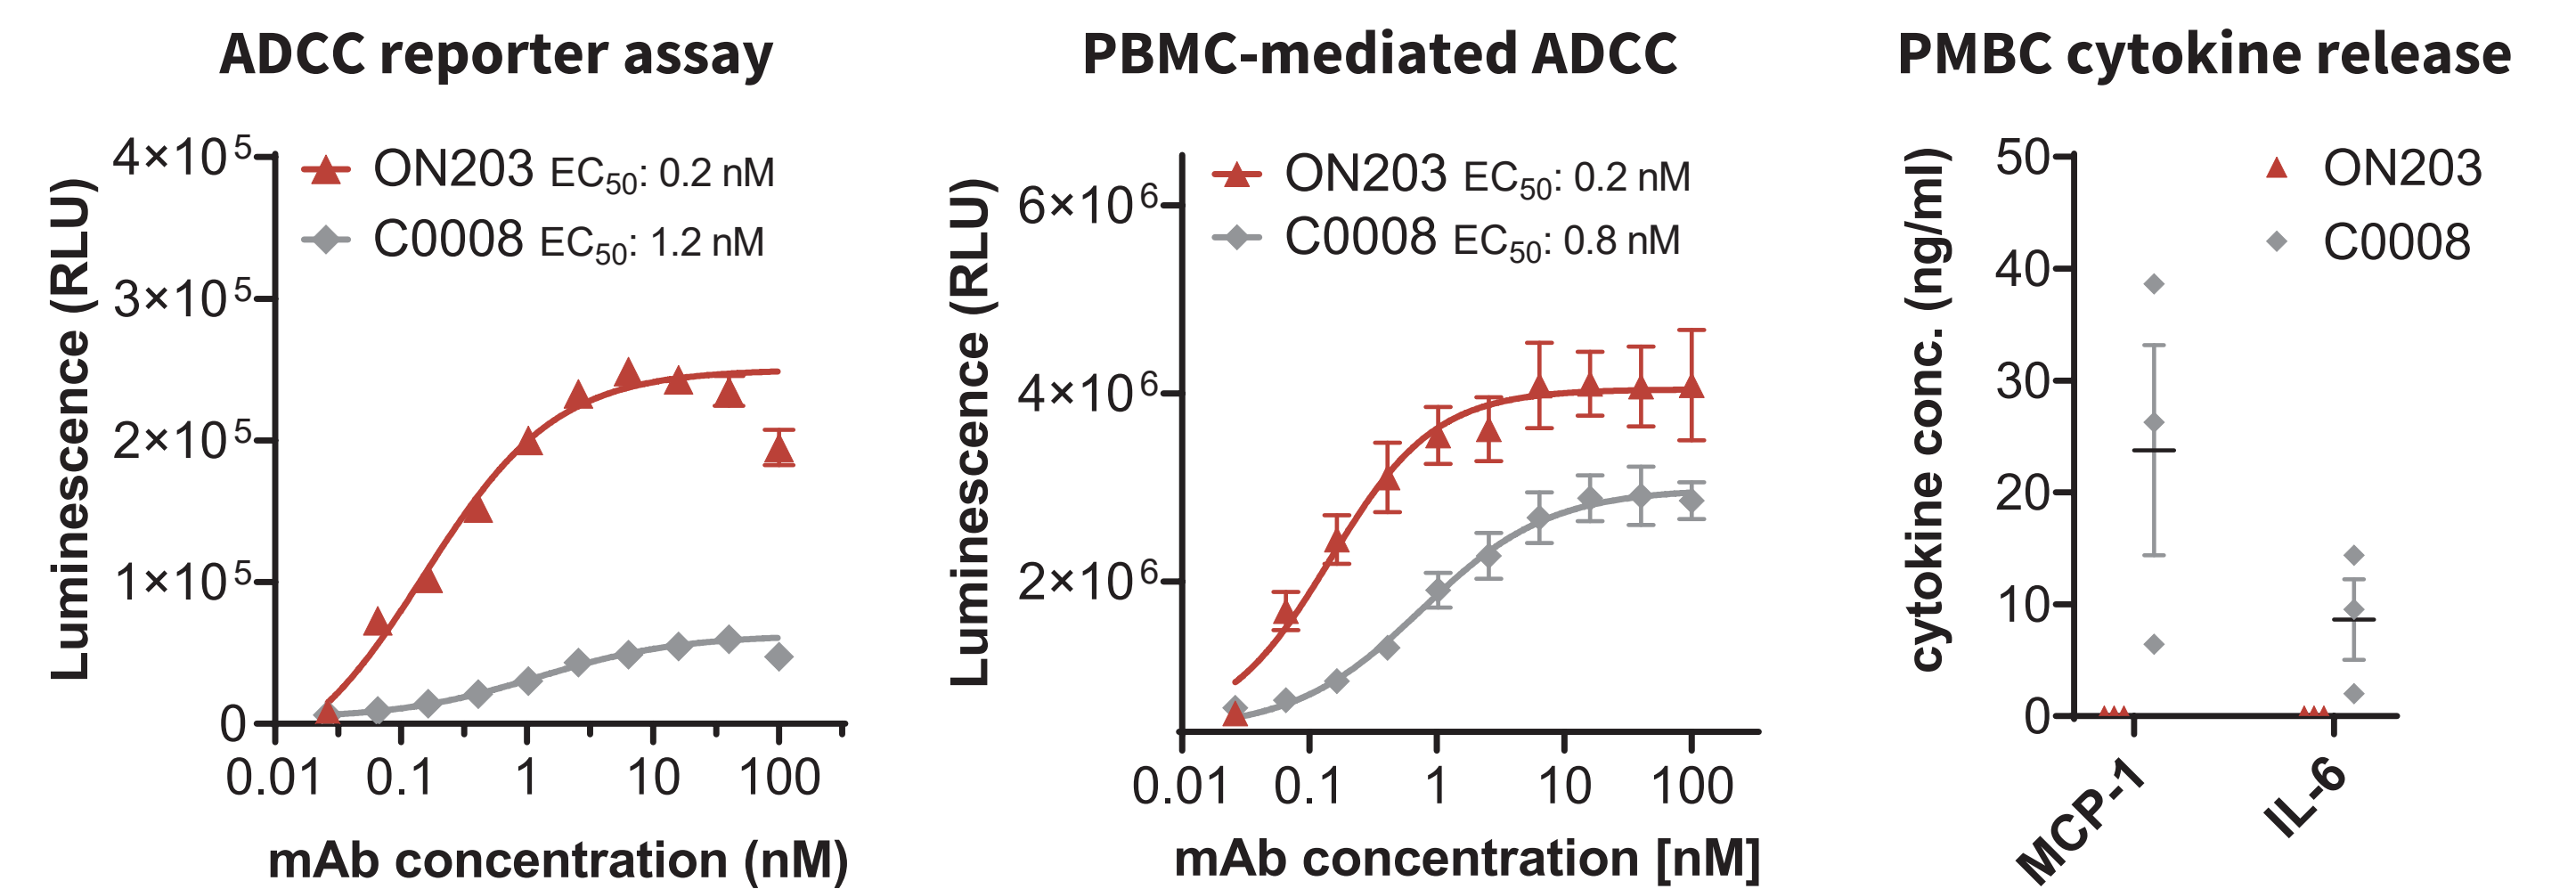 ADCC reporter assay
Luminescence (RLU)
4×10⁵
3×10⁵
2×10⁵
1×10⁵
0
ON203 EC₅₀: 0.2 nM
C0008 EC₅₀: 1.2 nM
0.01 0.1 1 10 100
mAb concentration (nM)
PBMC-mediated ADCC
Luminescence (RLU)
6×10⁶
4×10⁶
2×10⁶
ON203 EC₅₀: 0.2 nM
C0008 EC₅₀: 0.8 nM
0.01 0.1 1 10 100
mAb concentration [nM]
PMBC cytokine release
cytokine conc. (ng/ml)
50
40
30
20
10
0
ON203
C0008
MCP-1
IL-6